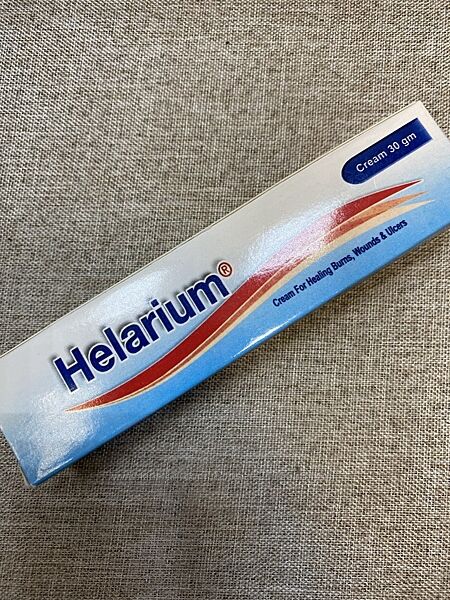 Cream 30 gm
Helarium®
Cream For Healing Burns, Wounds & Ulcers